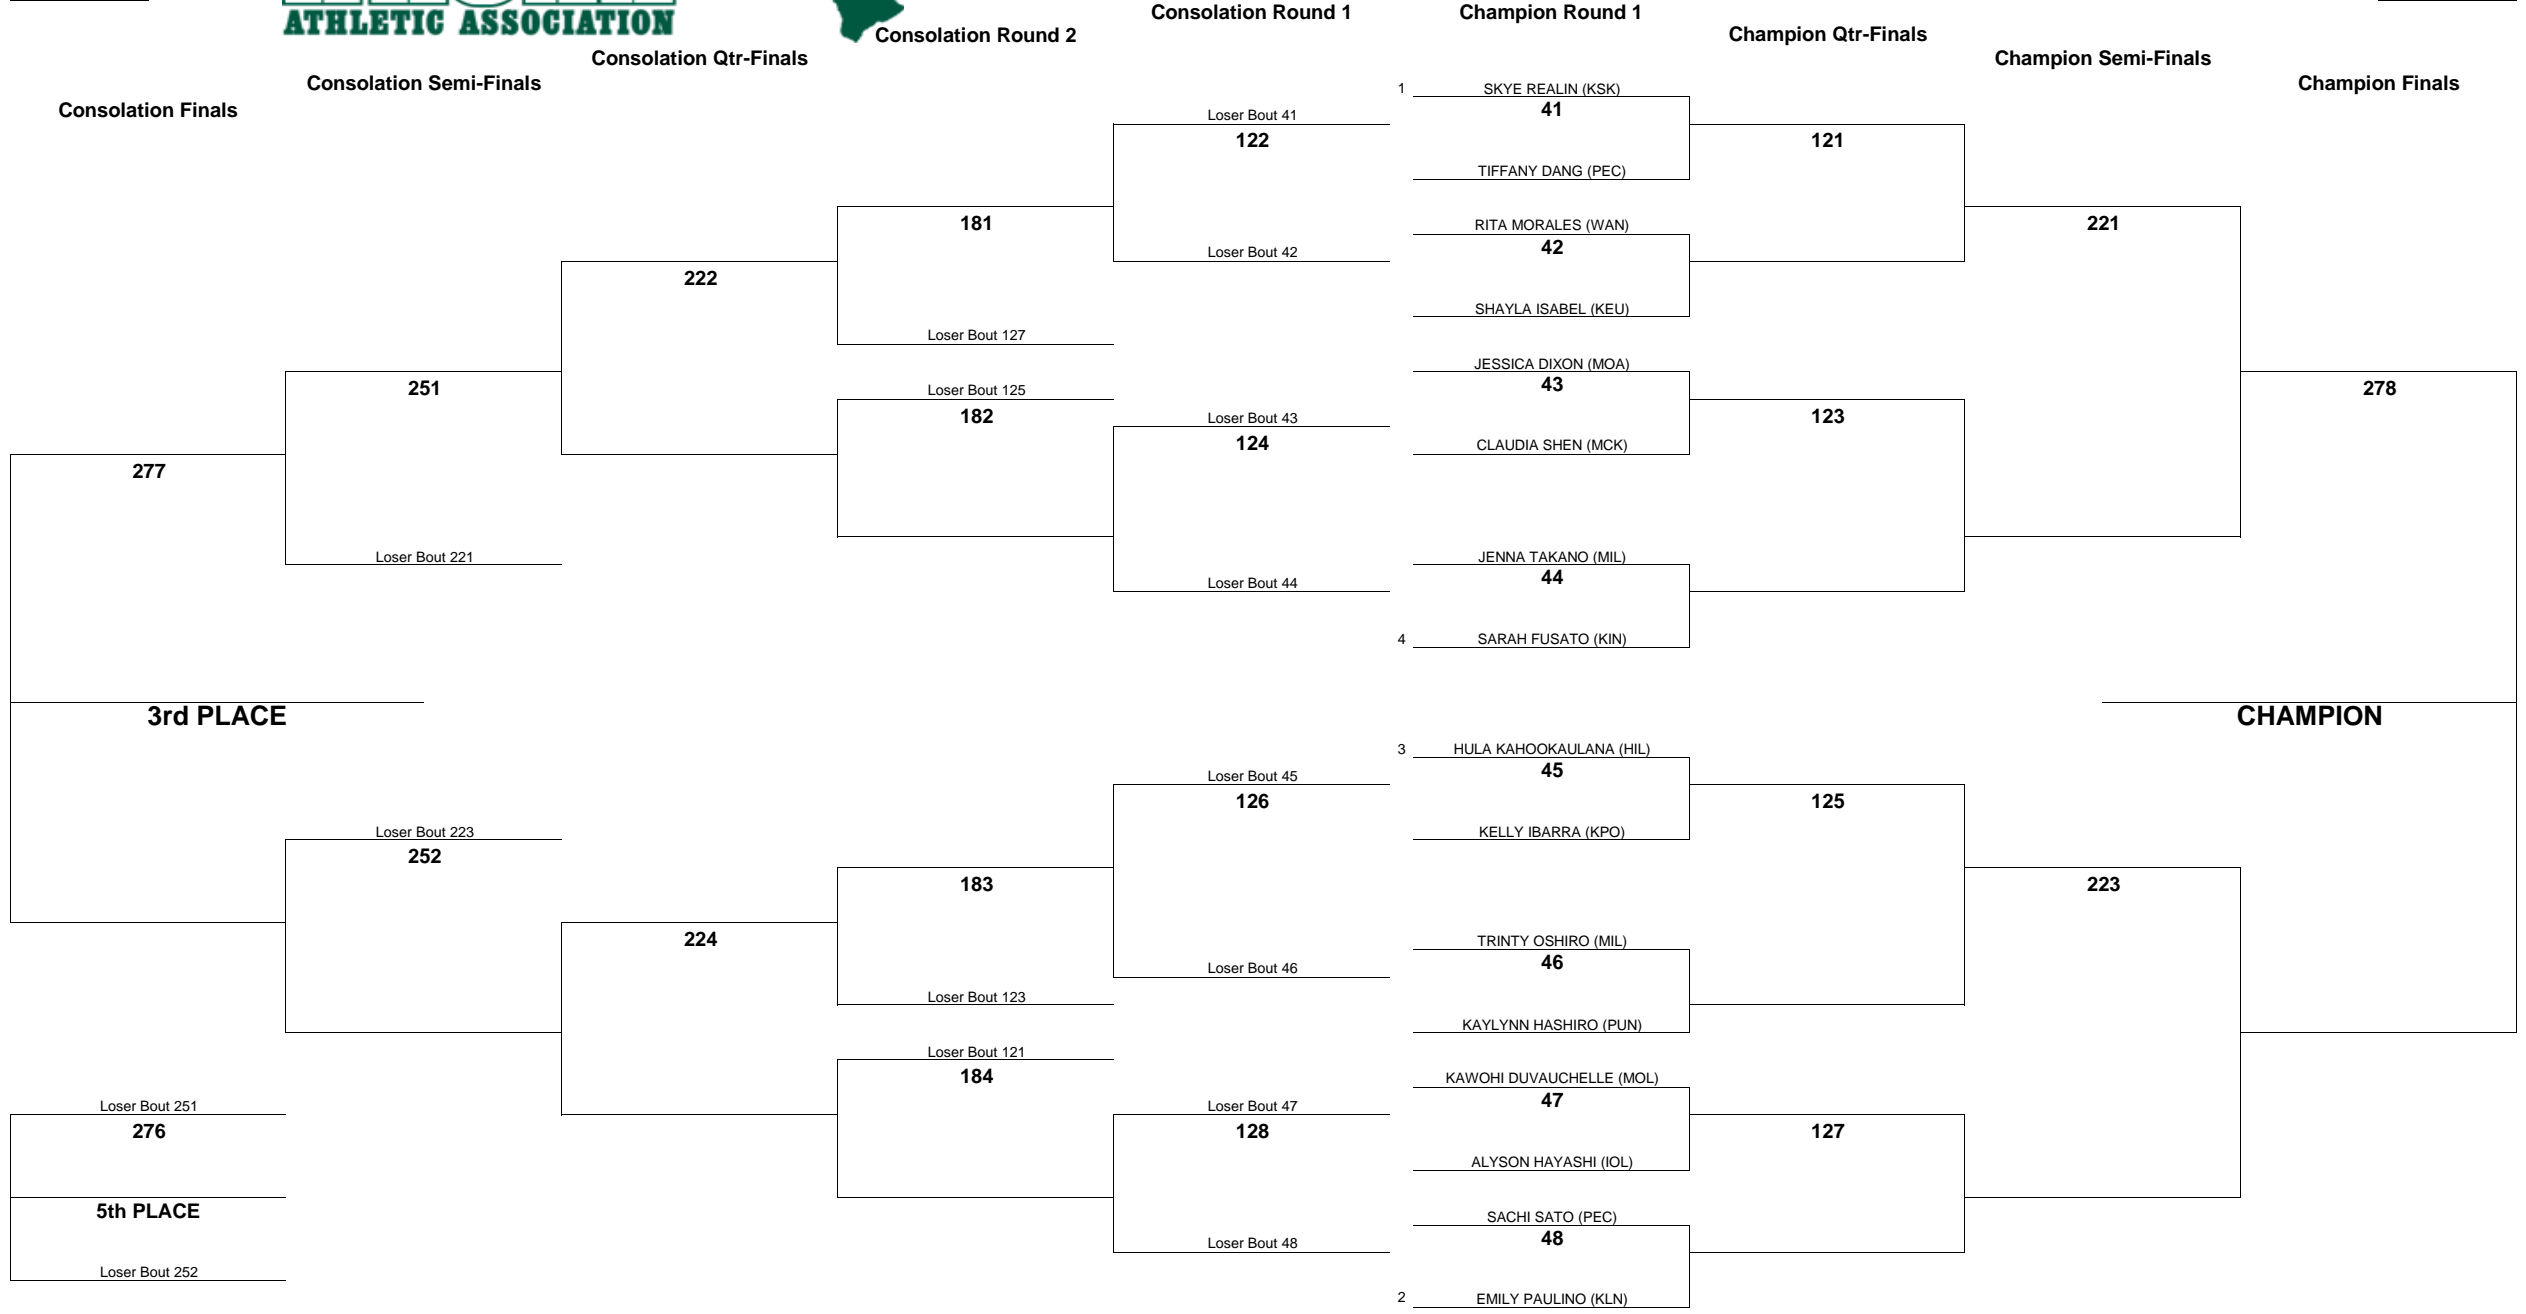 ATHLETIC ASSOCIATION
Consolation Round 1
Champion Round 1
Consolation Round 2
Champion Qtr-Finals
Consolation Qtr-Finals
Champion Semi-Finals
Consolation Semi-Finals
Champion Finals
Consolation Finals
1 SKYE REALIN (KSK)
41
TIFFANY DANG (PEC)
RITA MORALES (WAN)
42
SHAYLA ISABEL (KEU)
JESSICA DIXON (MOA)
43
CLAUDIA SHEN (MCK)
JENNA TAKANO (MIL)
44
4 SARAH FUSATO (KIN)
3 HULA KAHOOKAULANA (HIL)
45
KELLY IBARRA (KPO)
TRINTY OSHIRO (MIL)
46
KAYLYNN HASHIRO (PUN)
KAWOHI DUVAUCHELLE (MOL)
47
ALYSON HAYASHI (IOL)
SACHI SATO (PEC)
48
2 EMILY PAULINO (KLN)
121
123
125
127
221
223
278
CHAMPION
Loser Bout 41
122
Loser Bout 42
Loser Bout 43
124
Loser Bout 44
Loser Bout 45
126
Loser Bout 46
Loser Bout 47
128
Loser Bout 48
181
Loser Bout 127
Loser Bout 125
182
183
Loser Bout 123
Loser Bout 121
184
222
224
251
Loser Bout 221
Loser Bout 223
252
277
3rd PLACE
Loser Bout 251
276
5th PLACE
Loser Bout 252